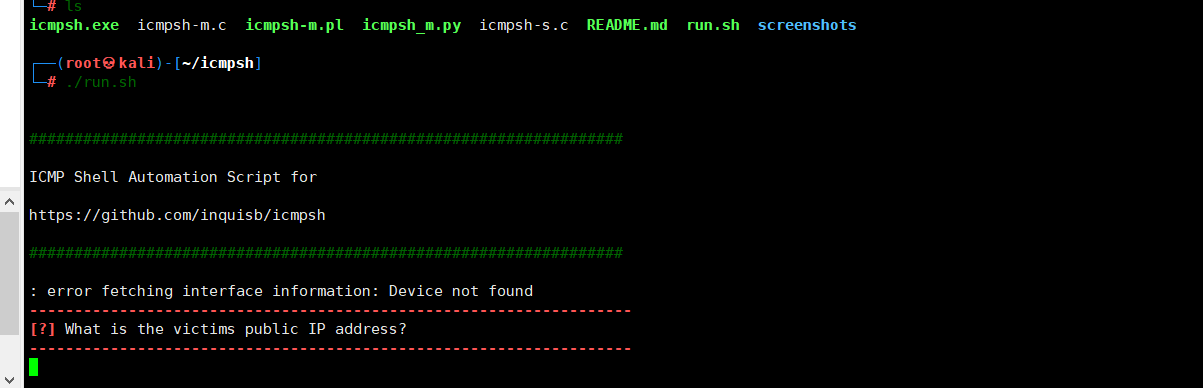 └─# ls
icmpsh.exe icmpsh-m.c icmpsh-m.pl icmpsh_m.py icmpsh-s.c README.md run.sh screenshots
┌──(root㉿kali)-[~/icmpsh]
└─# ./run.sh
##################################################################
ICMP Shell Automation Script for
https://github.com/inquisb/icmpsh
##################################################################
: error fetching interface information: Device not found
-------------------------------------------------------------------
[?] What is the victims public IP address?
-------------------------------------------------------------------